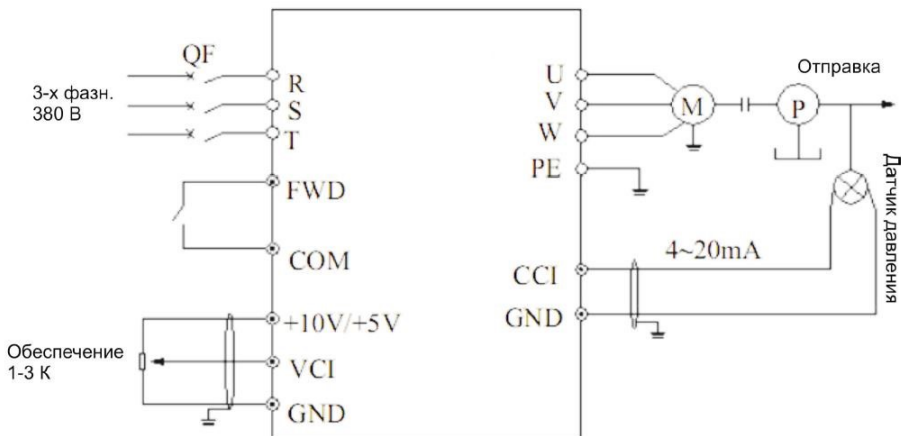 QF
3-х фазн.
380 В
R
S
T
FWD
COM
+10V/+5V
Обеспечение
1-3 К
VCI
GND
U
V
W
PE
M
P
Отправка
Датчик давления
4~20mA
CCI
GND